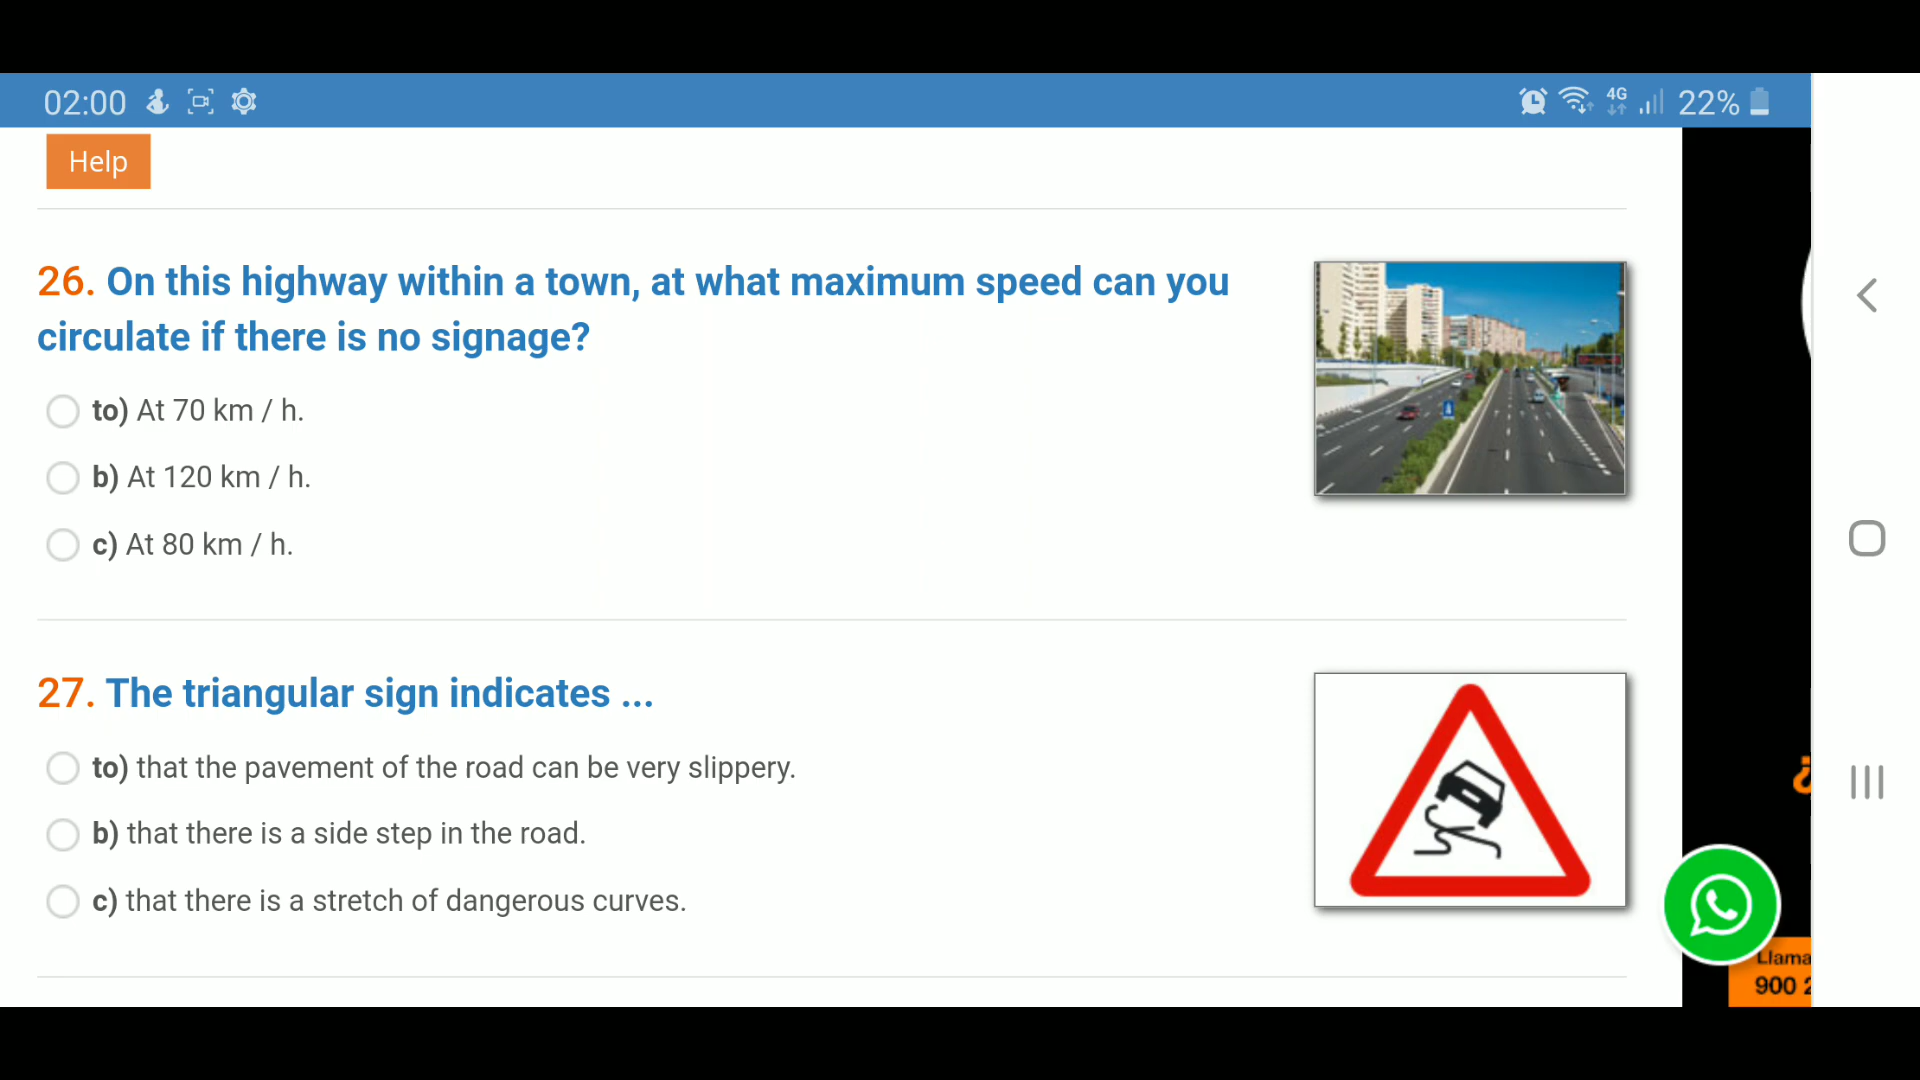 02:00
4G
22%
Help
26. On this highway within a town, at what maximum speed can you
circulate if there is no signage?
to) At 70 km / h.
b) At 120 km / h.
c) At 80 km / h.
27. The triangular sign indicates ...
to) that the pavement of the road can be very slippery.
b) that there is a side step in the road.
c) that there is a stretch of dangerous curves.
¿
Llama
900 2